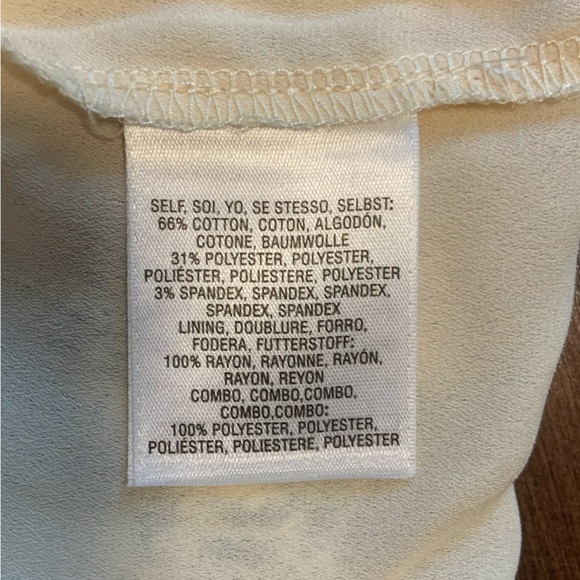 SELF, SOI, YO, SE STESSO, SELBST:
66% COTTON, COTON, ALGODÓN,
COTONE, BAUMWOLLE
31% POLYESTER, POLYESTER,
POLIÉSTER, POLIESTERE, POLYESTER
3% SPANDEX, SPANDEX, SPANDEX,
SPANDEX, SPANDEX
LINING, DOUBLURE, FORRO,
FODERA, FUTTERSTOFF:
100% RAYON, RAYONNE, RAYÓN,
RAYON, REYON
COMBO, COMBO,COMBO,
COMBO,COMBO:
100% POLYESTER, POLYESTER,
POLIÉSTER, POLIESTERE, POLYESTER